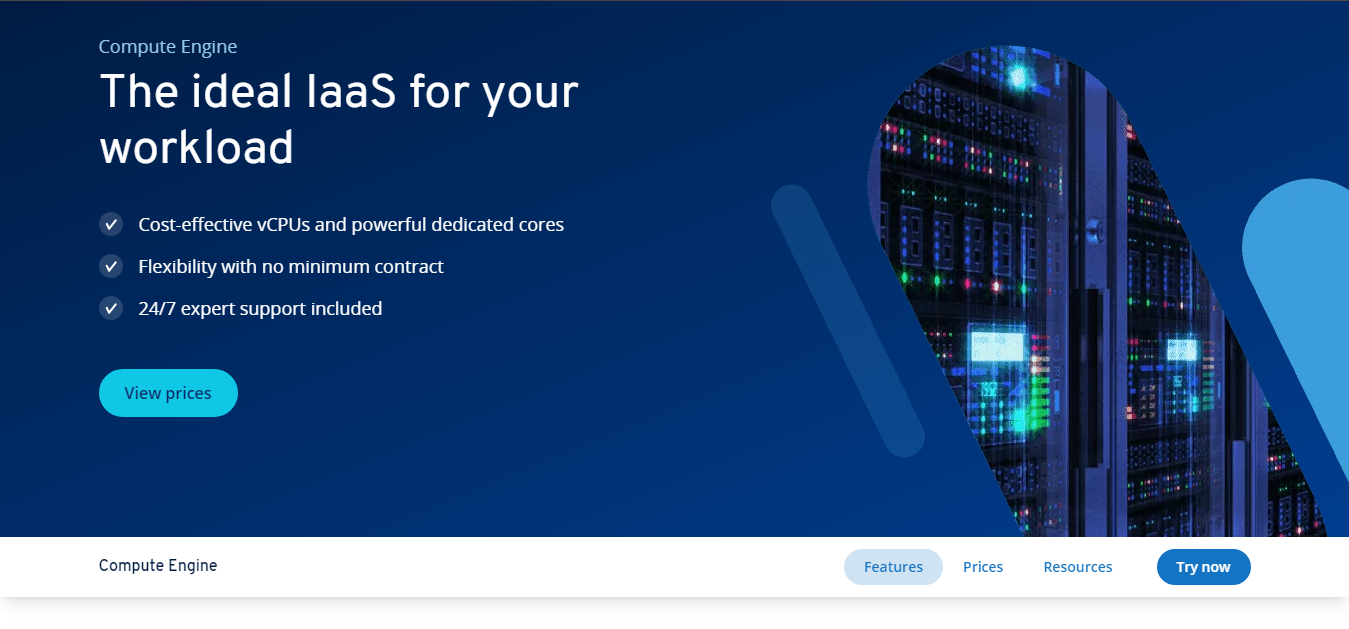 Compute Engine
The ideal IaaS for your
workload
Cost-effective vCPUs and powerful dedicated cores
Flexibility with no minimum contract
24/7 expert support included
View prices
Compute Engine
Features
Prices
Resources
Try now